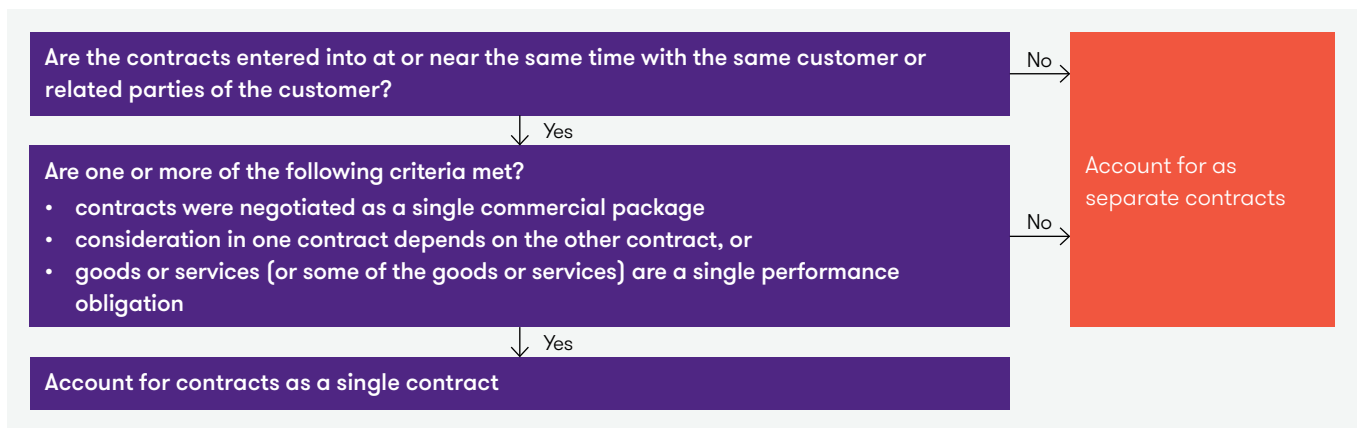 Are the contracts entered into at or near the same time with the same customer or
related parties of the customer?
No
Yes
Are one or more of the following criteria met?
• contracts were negotiated as a single commercial package
• consideration in one contract depends on the other contract, or
• goods or services (or some of the goods or services) are a single performance
obligation
No
Account for as
separate contracts
Yes
Account for contracts as a single contract